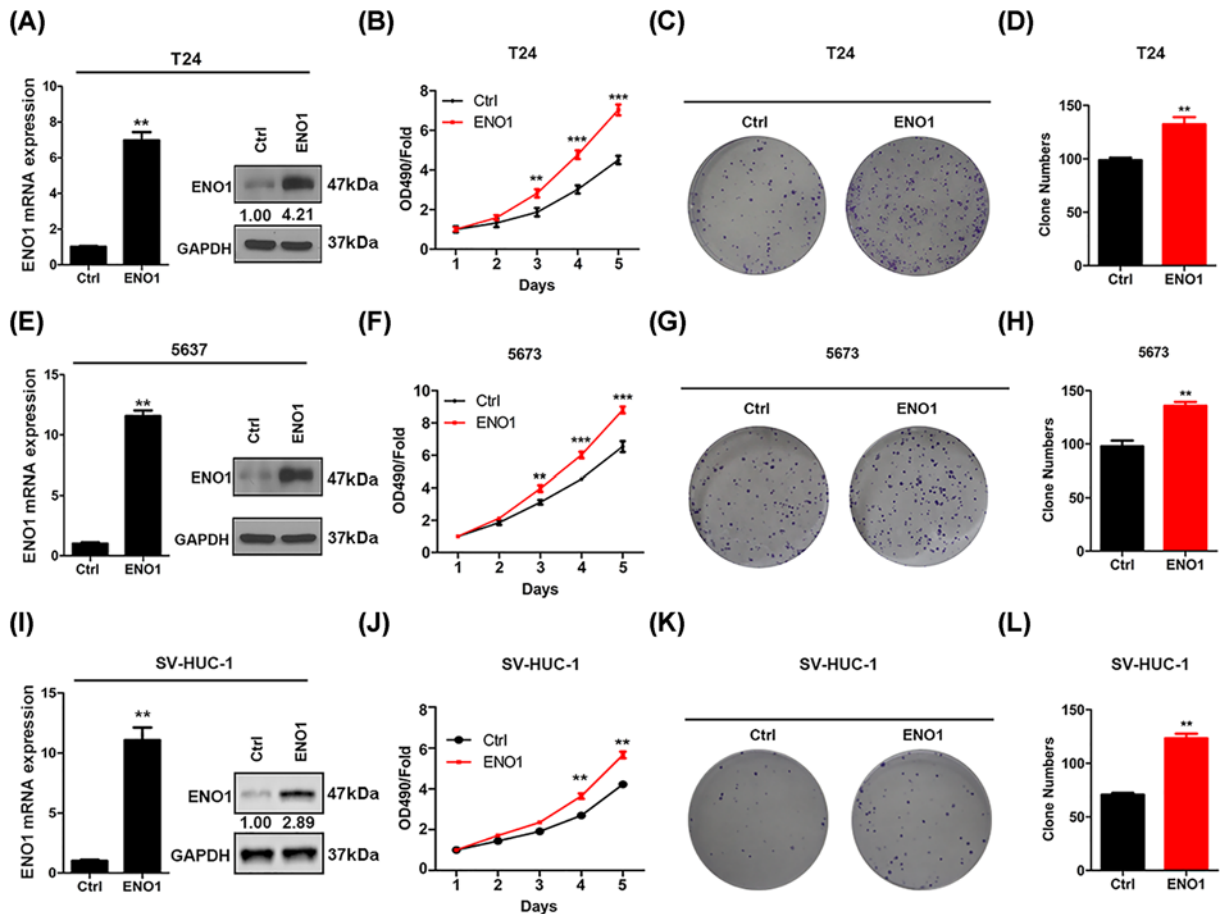 (A)
T24
ENO1 mRNA expression
8
6
4
2
0
**
Ctrl
ENO1
Ctrl
ENO1
ENO1
47kDa
1.00 4.21
GAPDH
37kDa
(B)
T24
OD490/Fold
8
6
4
2
0
Ctrl
ENO1
**
***
***
1 2 3 4 5
Days
(C)
T24
Ctrl
ENO1
(D)
T24
Clone Numbers
150
100
50
0
**
Ctrl
ENO1
(E)
5637
ENO1 mRNA expression
15
10
5
0
**
Ctrl
ENO1
Ctrl
ENO1
ENO1
47kDa
GAPDH
37kDa
(F)
5673
OD490/Fold
10
8
6
4
2
0
Ctrl
ENO1
**
***
***
1 2 3 4 5
Days
(G)
5673
Ctrl
ENO1
(H)
5673
Clone Numbers
150
100
50
0
**
Ctrl
ENO1
(I)
SV-HUC-1
ENO1 mRNA expression
15
10
5
0
**
Ctrl
ENO1
Ctrl
ENO1
ENO1
47kDa
1.00 2.89
GAPDH
37kDa
(J)
SV-HUC-1
OD490/Fold
8
6
4
2
0
Ctrl
ENO1
**
**
1 2 3 4 5
Days
(K)
SV-HUC-1
Ctrl
ENO1
(L)
SV-HUC-1
Clone Numbers
150
100
50
0
**
Ctrl
ENO1